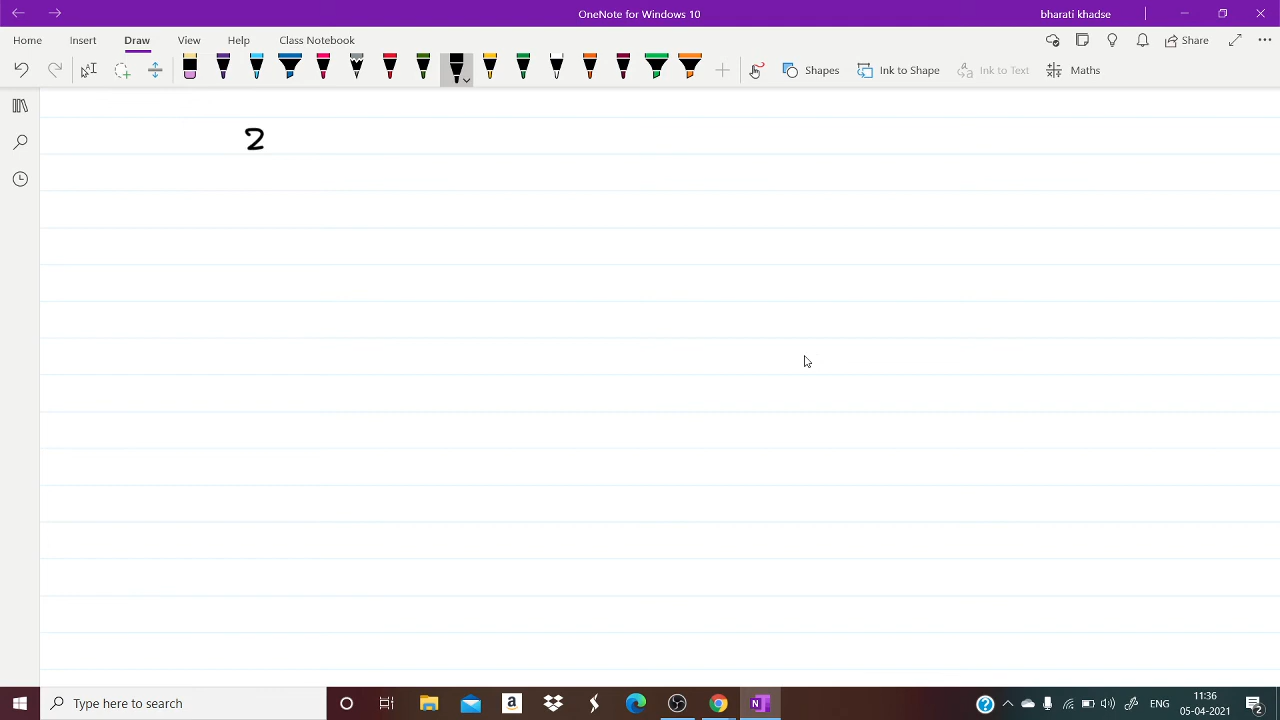 OneNote for Windows 10
bharati khadse
Home Insert Draw View Help Class Notebook
Share
Shapes Ink to Shape Ink to Text Maths
2
Type here to search
a
N
ENG
11:36
05-04-2021
2